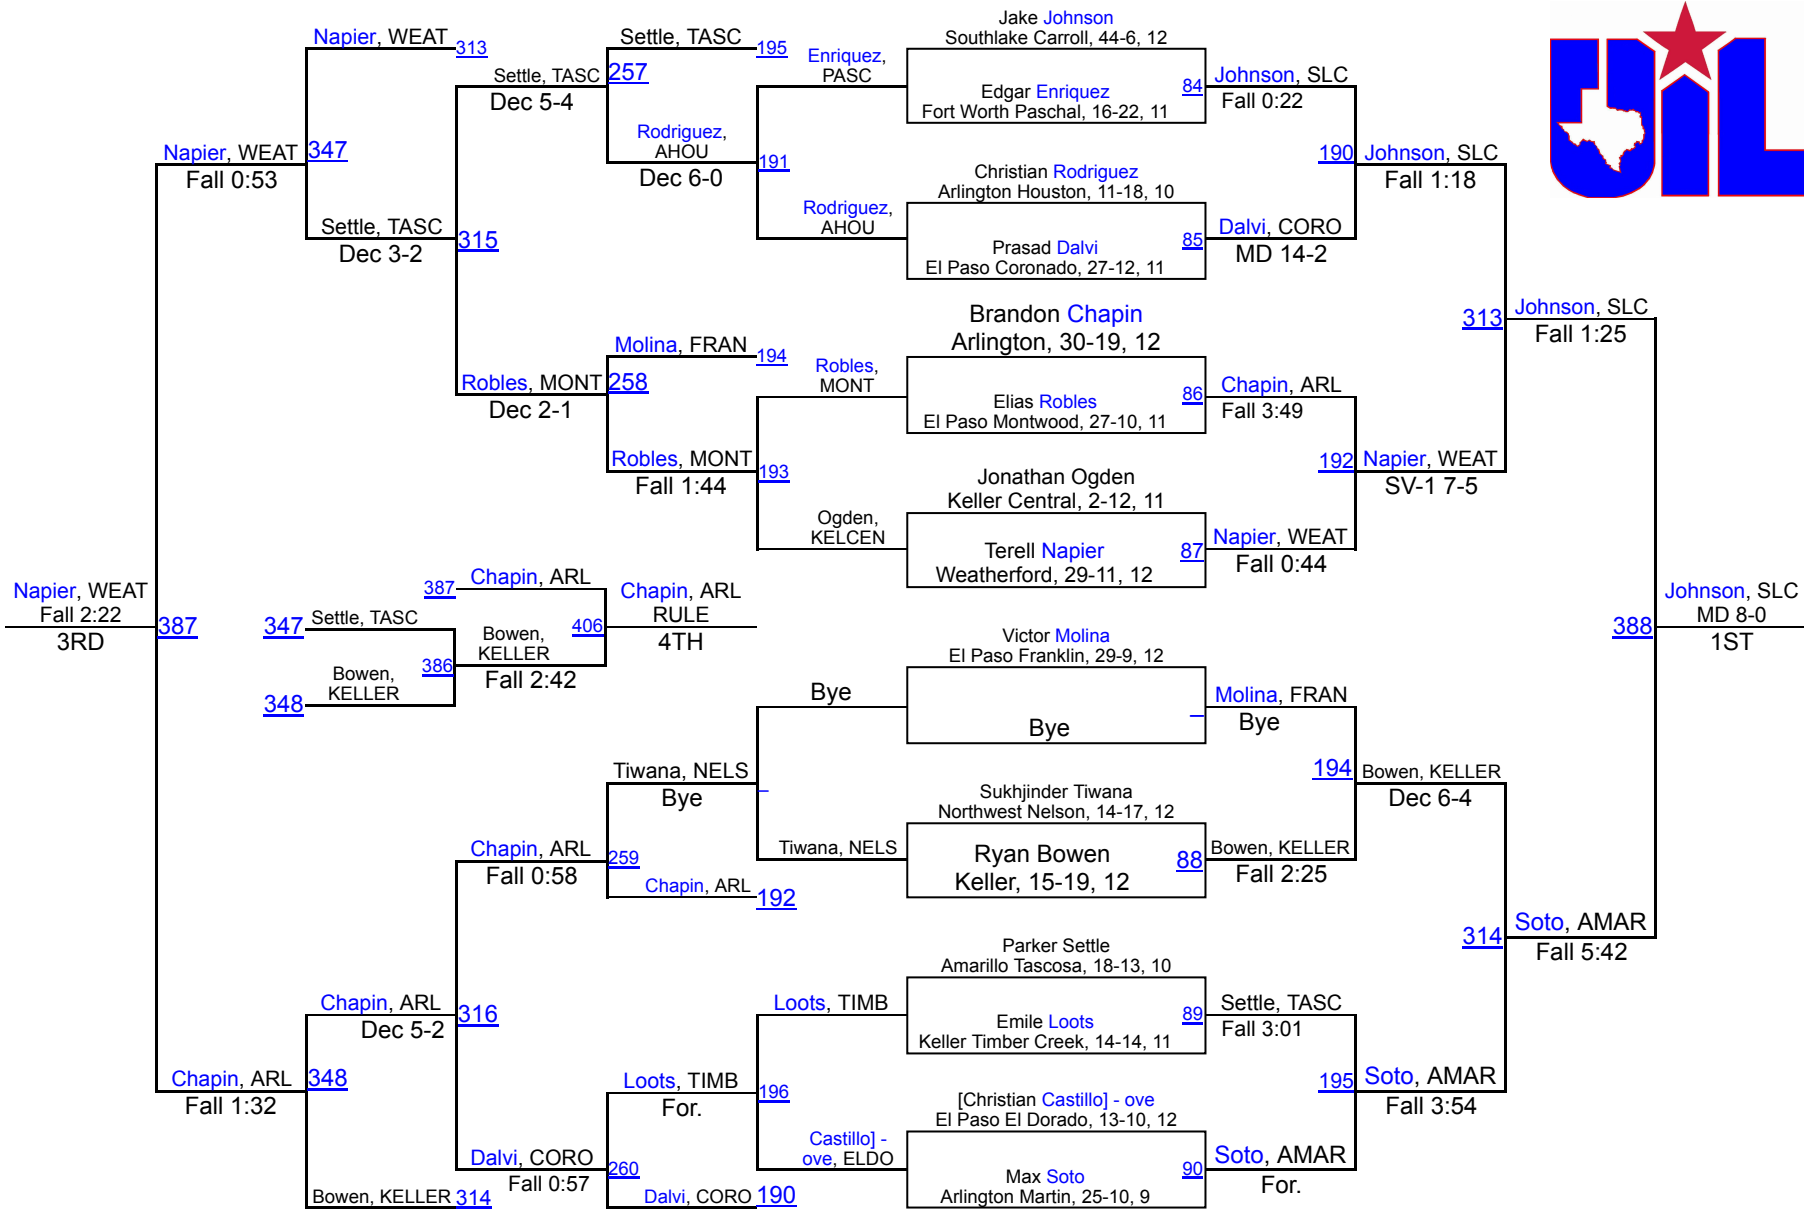 Napier, WEAT 313
Settle, TASC 195
Enriquez,
PASC
Jake Johnson
Southlake Carroll, 44-6, 12
UIL
Settle, TASC 257
Dec 5-4
Edgar Enriquez 84
Fort Worth Paschal, 16-22, 11
Johnson, SLC
Fall 0:22
Napier, WEAT 347
Fall 0:53
Rodriguez,
AHOU 191
Dec 6-0
190 Johnson, SLC
Fall 1:18
Christian Rodriguez
Arlington Houston, 11-18, 10
Settle, TASC 315
Dec 3-2
Rodriguez,
AHOU
Prasad Dalvi 85
El Paso Coronado, 27-12, 11
Dalvi, CORO
MD 14-2
Brandon Chapin
Arlington, 30-19, 12
313 Johnson, SLC
Fall 1:25
Molina, FRAN 194
Robles,
MONT
Robles, MONT 258
Dec 2-1
Elias Robles 86
El Paso Montwood, 27-10, 11
Chapin, ARL
Fall 3:49
Robles, MONT 193
Fall 1:44
Jonathan Ogden
Keller Central, 2-12, 11
192 Napier, WEAT
SV-1 7-5
Ogden,
KELCEN
Terell Napier 87
Weatherford, 29-11, 12
Napier, WEAT
Fall 0:44
Napier, WEAT
Fall 2:22
3RD
387
387 Chapin, ARL
347 Settle, TASC
Bowen,
KELLER
Fall 2:42
406
Chapin, ARL
RULE
4TH
348 Bowen,
KELLER
386
Victor Molina
El Paso Franklin, 29-9, 12
388
Johnson, SLC
MD 8-0
1ST
Bye
Bye _
Molina, FRAN
Bye
Tiwana, NELS _
Bye
194 Bowen, KELLER
Dec 6-4
Sukhjinder Tiwana
Northwest Nelson, 14-17, 12
Chapin, ARL 259
Fall 0:58
Tiwana, NELS
Ryan Bowen 88
Keller, 15-19, 12
Bowen, KELLER
Fall 2:25
Chapin, ARL 192
314 Soto, AMAR
Fall 5:42
Parker Settle
Amarillo Tascosa, 18-13, 10
Chapin, ARL 316
Dec 5-2
Loots, TIMB
Emile Loots 89
Keller Timber Creek, 14-14, 11
Settle, TASC
Fall 3:01
Chapin, ARL 348
Fall 1:32
Loots, TIMB 196
For.
195 Soto, AMAR
Fall 3:54
[Christian Castillo] - ove
El Paso El Dorado, 13-10, 12
Dalvi, CORO 260
Fall 0:57
Castillo] -
ove, ELDO
Max Soto 90
Arlington Martin, 25-10, 9
Soto, AMAR
For.
Bowen, KELLER 314
Dalvi, CORO 190